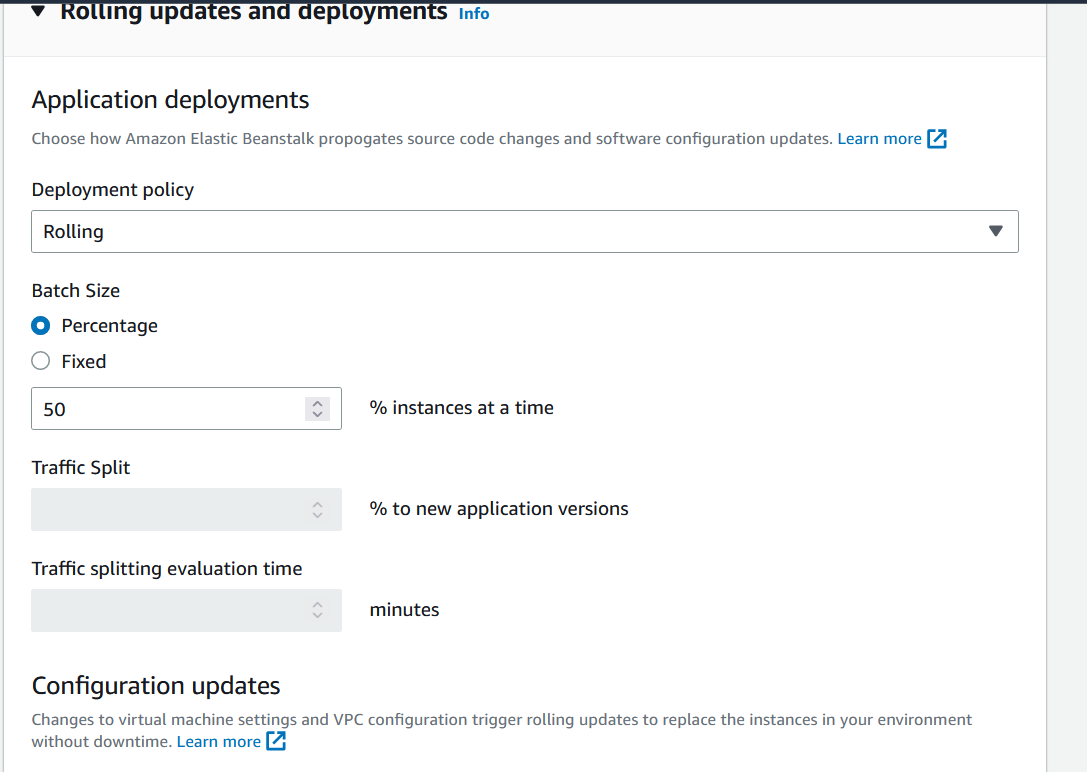 Rolling updates and deployments Info
Application deployments
Choose how Amazon Elastic Beanstalk propogates source code changes and software configuration updates. Learn more
Deployment policy
Rolling
Batch Size
Percentage
Fixed
50 % instances at a time
Traffic Split
% to new application versions
Traffic splitting evaluation time
minutes
Configuration updates
Changes to virtual machine settings and VPC configuration trigger rolling updates to replace the instances in your environment
without downtime. Learn more